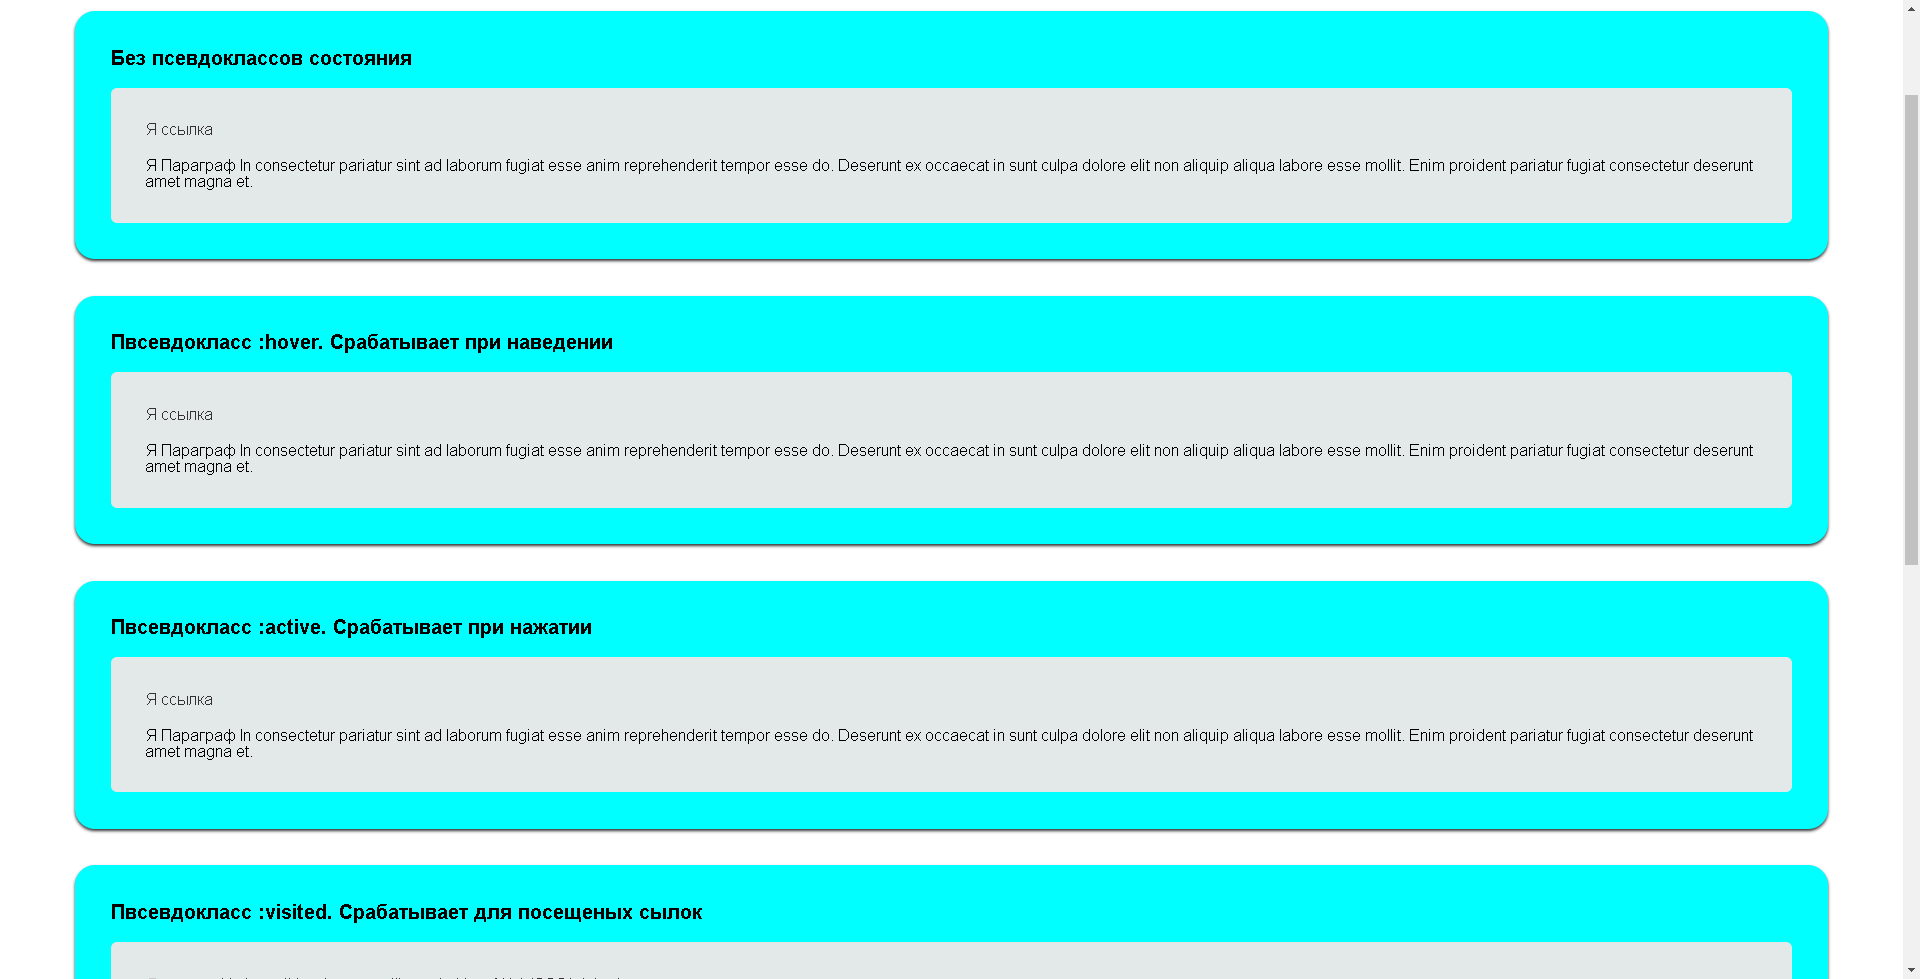 Без псевдоклассов состояния
Я ссылка
Я Параграф In consectetur pariatur sint ad laborum fugiat esse anim reprehenderit tempor esse do. Deserunt ex occaecat in sunt culpa dolore elit non aliquip aliqua labore esse mollit. Enim proident pariatur fugiat consectetur deserunt
amet magna et.
Пвсевдокласс :hover. Срабатывает при наведении
Я ссылка
Я Параграф In consectetur pariatur sint ad laborum fugiat esse anim reprehenderit tempor esse do. Deserunt ex occaecat in sunt culpa dolore elit non aliquip aliqua labore esse mollit. Enim proident pariatur fugiat consectetur deserunt
amet magna et.
Пвсевдокласс :active. Срабатывает при нажатии
Я ссылка
Я Параграф In consectetur pariatur sint ad laborum fugiat esse anim reprehenderit tempor esse do. Deserunt ex occaecat in sunt culpa dolore elit non aliquip aliqua labore esse mollit. Enim proident pariatur fugiat consectetur deserunt
amet magna et.
Пвсевдокласс :visited. Срабатывает для посещеных сылок